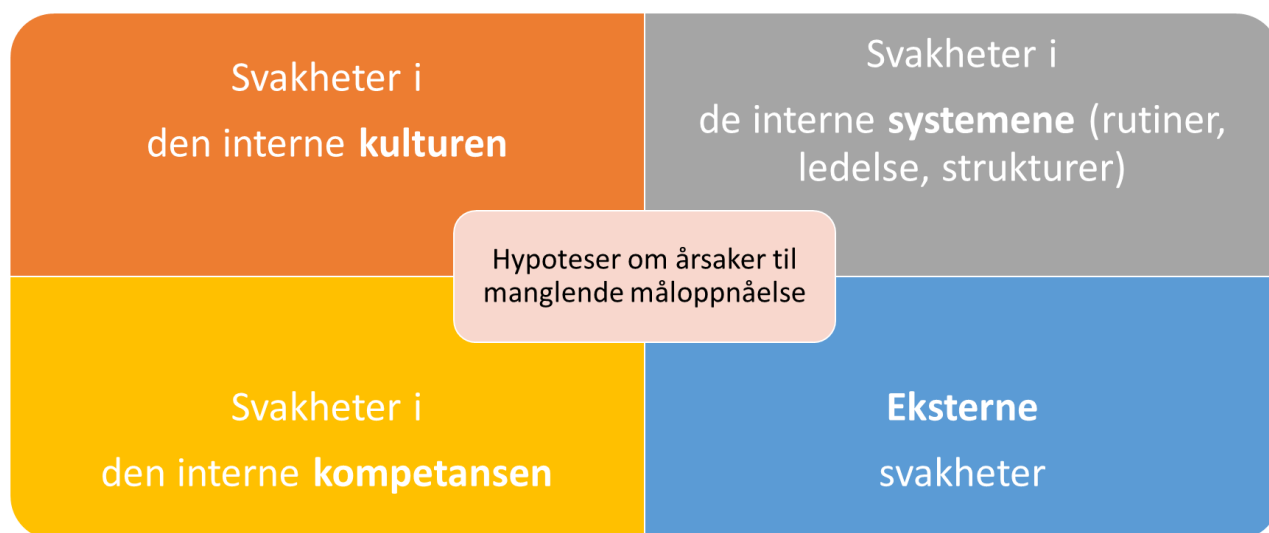 Svakheter i
den interne kulturen
Svakheter i
de interne systemene (rutiner,
ledelse, strukturer)
Hypoteser om årsaker til
manglende måloppnåelse
Svakheter i
den interne kompetansen
Eksterne
svakheter